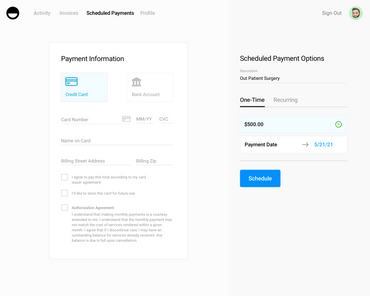 Activity Invoices Scheduled Payments Profile Sign Out
Payment Information
Credit Card
Bank Account
Card Number MM/YY CVC
Name on Card
Billing Street Address Billing Zip
I agree to pay this total according to my card
issuer agreement
I'd like to store this card for future use
Authorization Agreement
I understand that making monthly payments is a courtesy
extended to me. I understand that the monthly payment may
not match the cost of services rendered within a given
month. I agree that if I discontinue care, I may have an
outstanding balance for services already received. Any
balance is due in full upon cancellation.
Scheduled Payment Options
Description
Out Patient Surgery
One-Time Recurring
$500.00
Payment Date → 5/21/21
Schedule